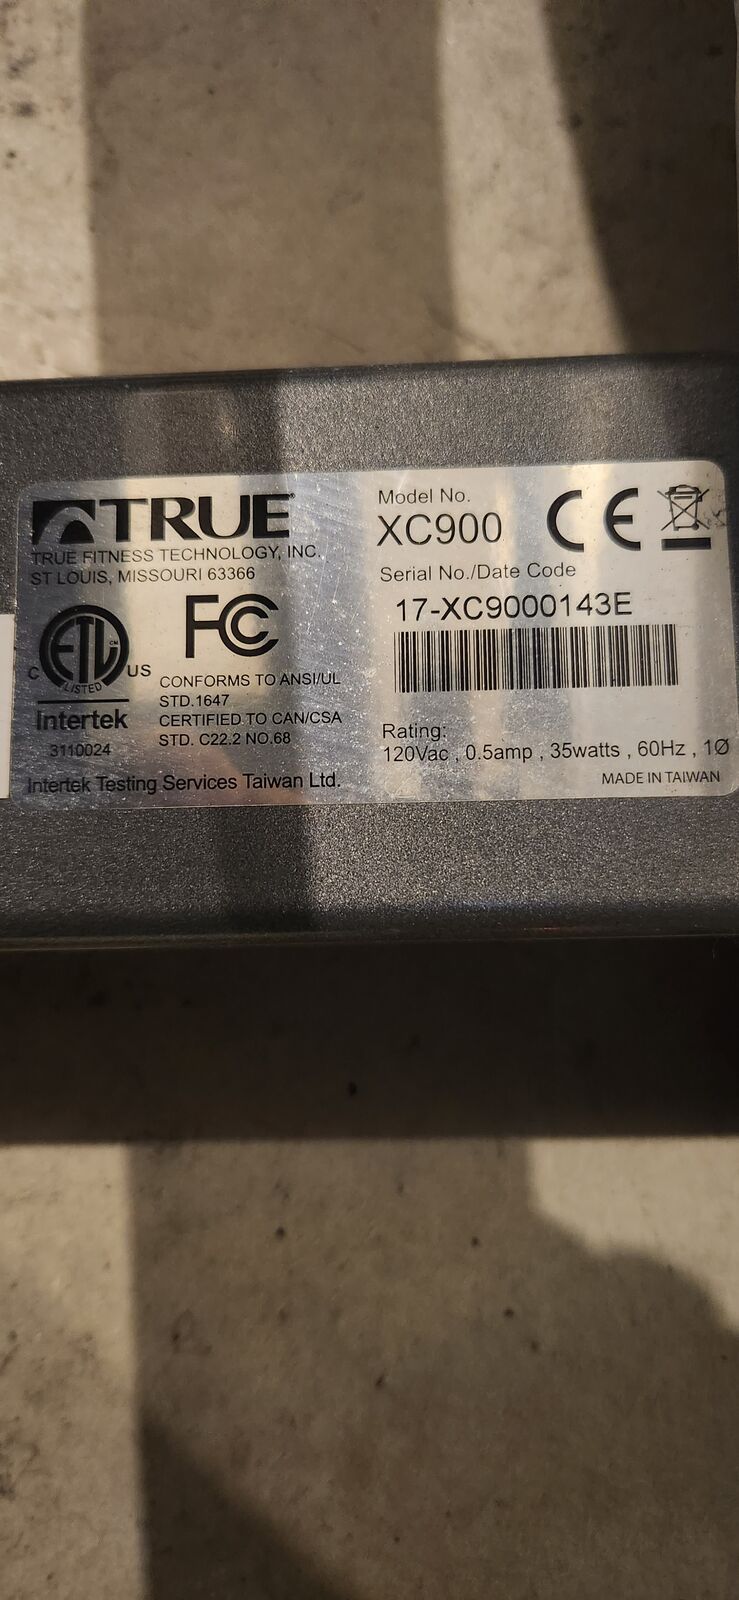 TRUE
TRUE FITNESS TECHNOLOGY, INC.
ST LOUIS, MISSOURI 63366
C ETL CM US
LISTED
Intertek
3110024
FC
CONFORMS TO ANSI/UL
STD.1647
CERTIFIED TO CAN/CSA
STD. C22.2 NO.68
Intertek Testing Services Taiwan Ltd.
Model No.
XC900
CE
Serial No./Date Code
17-XC9000143E
Rating:
120Vac , 0.5amp , 35watts , 60Hz , 1Ø
MADE IN TAIWAN